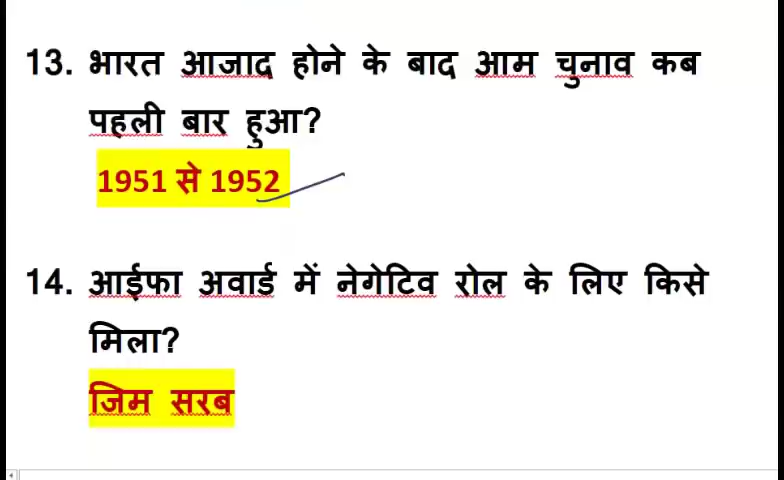 13. भारत आजाद होने के बाद आम चुनाव कब
पहली बार हुआ?
1951 से 1952
14. आईफा अवार्ड में नेगेटिव रोल के लिए किसे
मिला?
जिम सरब